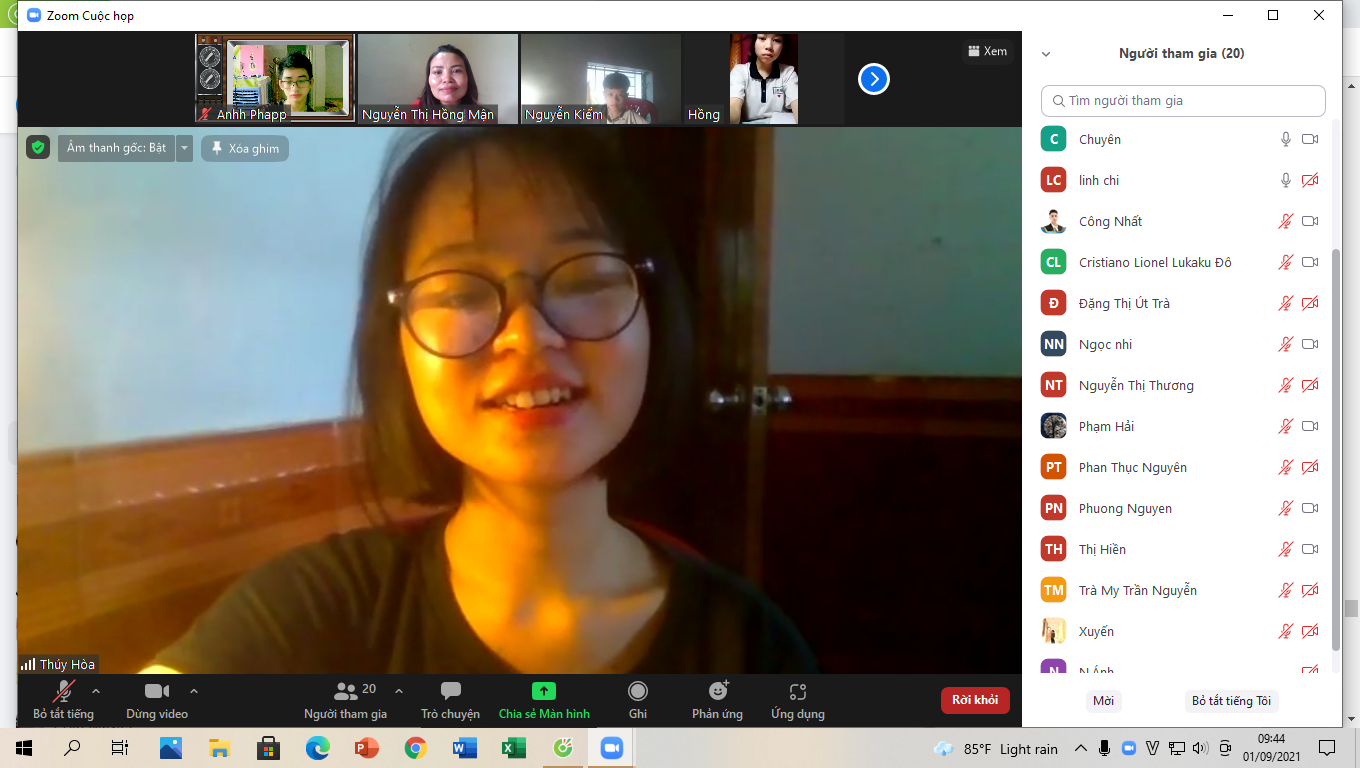 Zoom Cuộc họp
Anhh Phapp
Nguyễn Thị Hồng Mận
Nguyễn Kiểm
Hồng
Xem
Âm thanh gốc: Bật
Xóa ghim
Thúy Hòa
Bỏ tắt tiếng
Dừng video
20
Người tham gia
Trò chuyện
Chia sẻ Màn hình
Ghi
Phản ứng
Ứng dụng
Rời khỏi
Người tham gia (20)
Tìm người tham gia
C Chuyên
LC linh chi
Công Nhất
CL Cristiano Lionel Lukaku Đô
Đ Đặng Thị Út Trà
NN Ngọc nhi
NT Nguyễn Thị Thương
Phạm Hải
PT Phan Thục Nguyên
PN Phuong Nguyen
TH Thị Hiền
TM Trà My Trần Nguyễn
Xuyến
N N Ánh
Mời
Bỏ tắt tiếng Tôi
85°F Light rain
09:44
01/09/2021